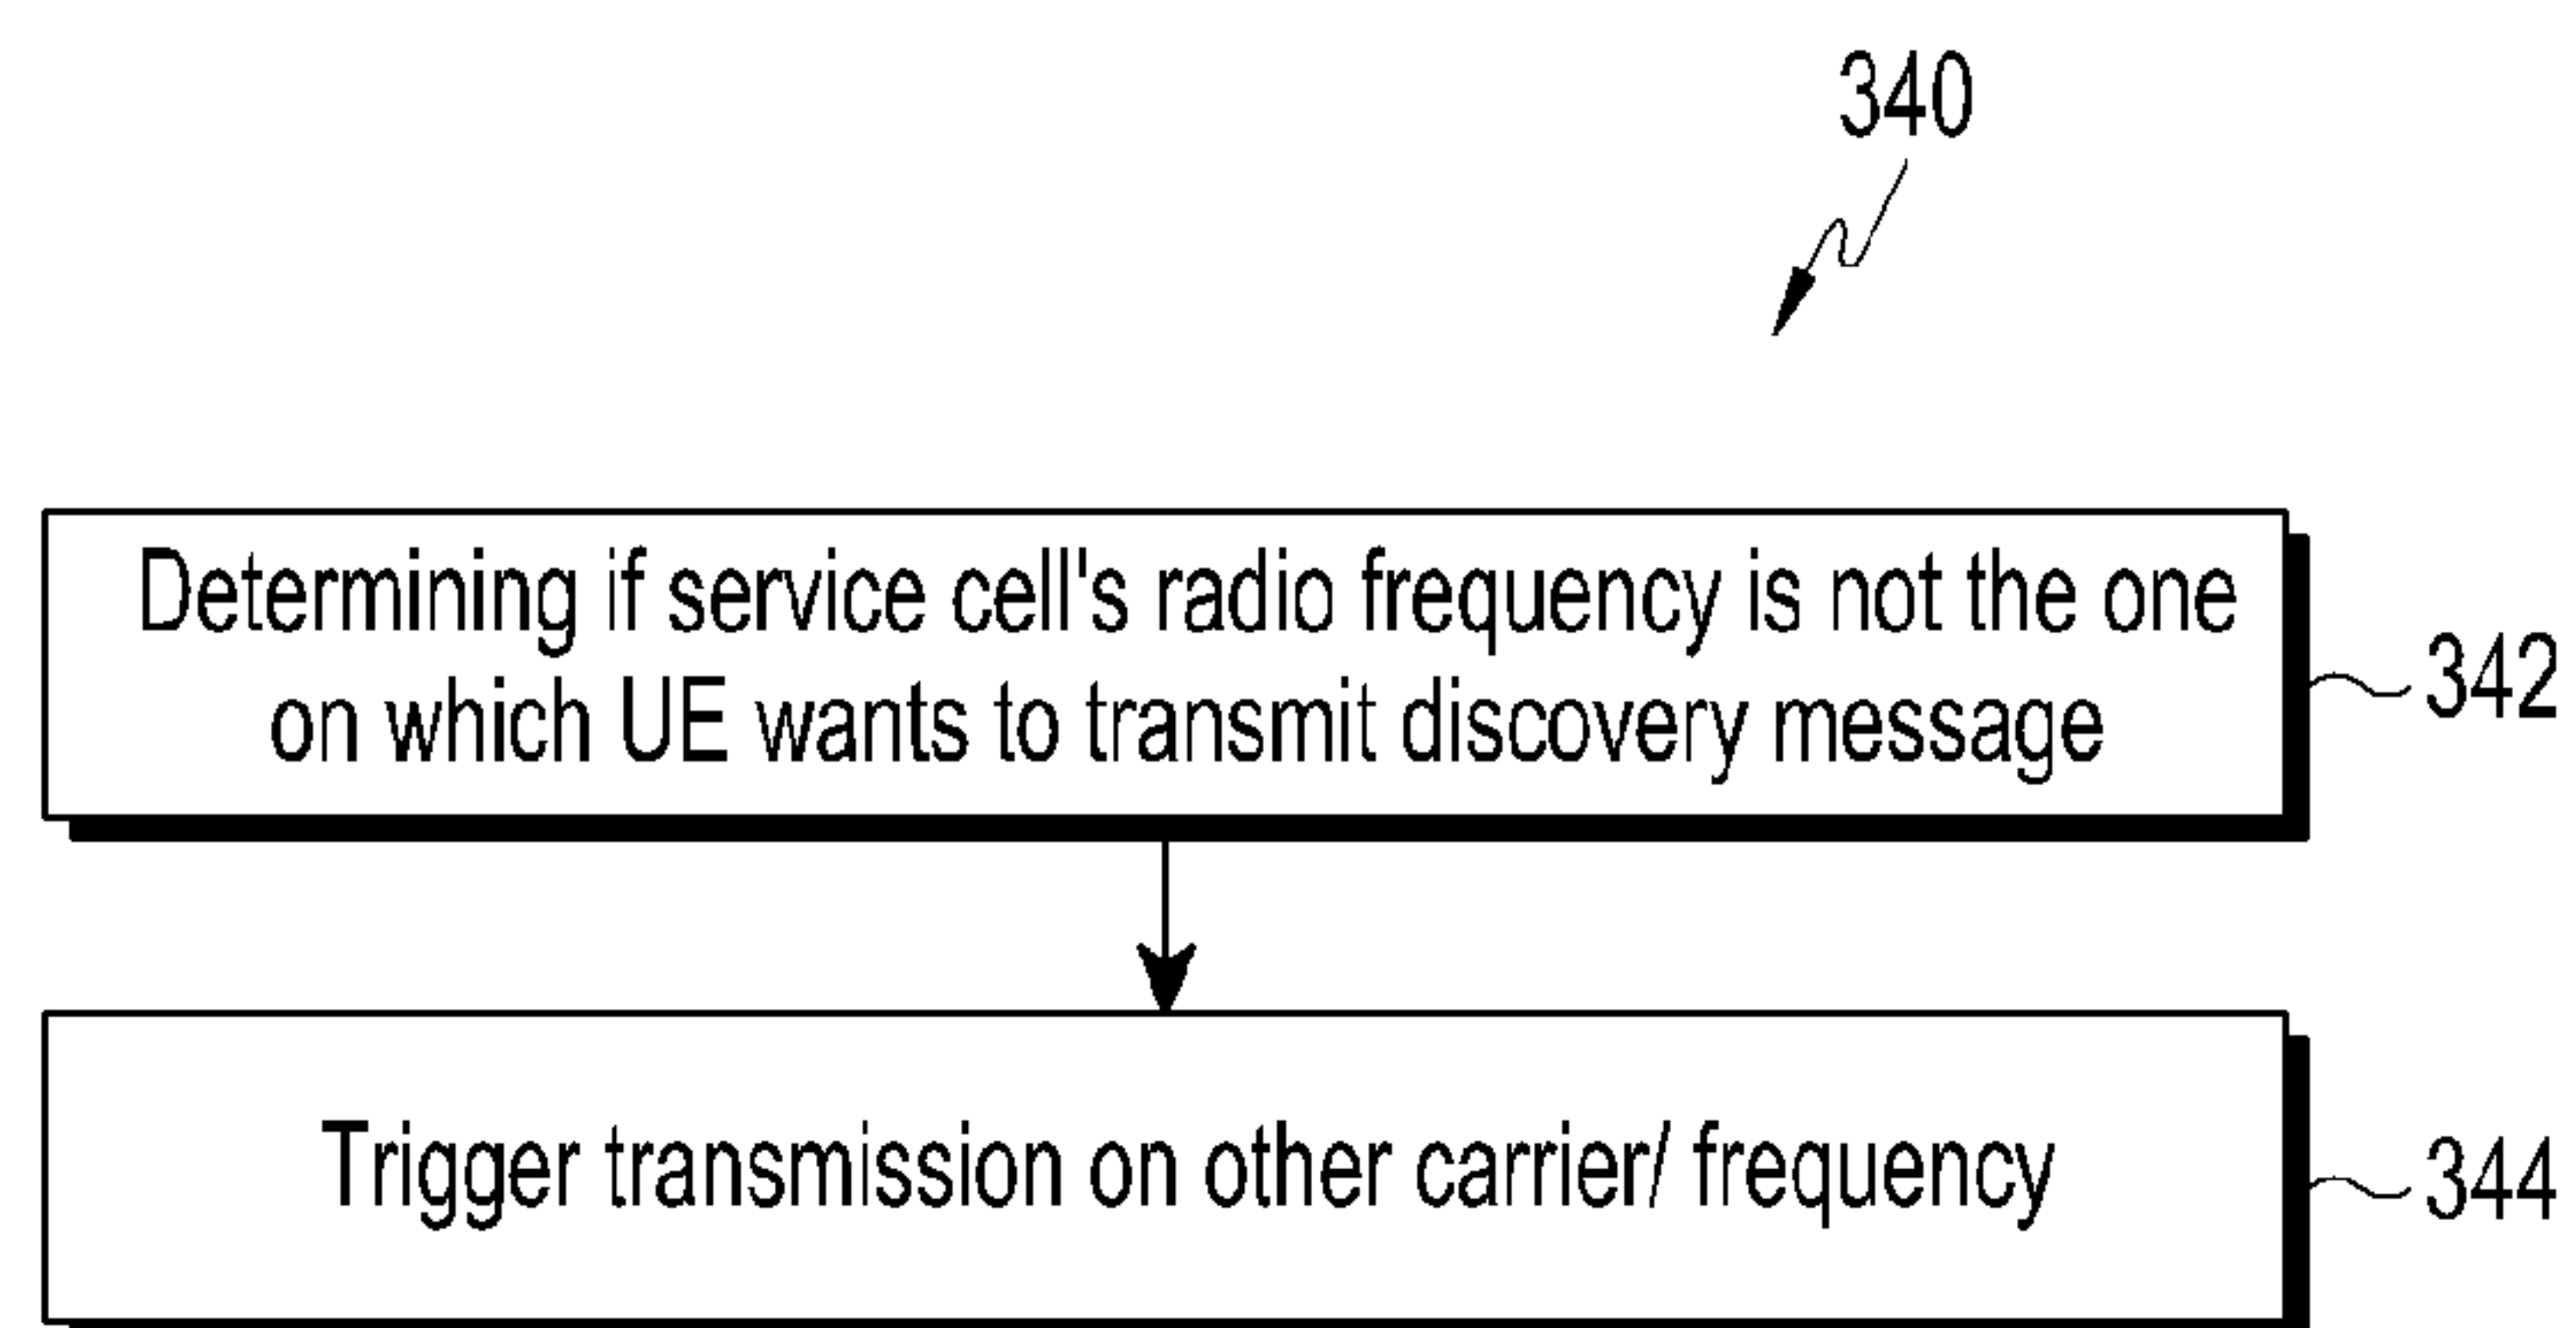 340
Determining if service cell's radio frequency is not the one
on which UE wants to transmit discovery message
342
Trigger transmission on other carrier/ frequency
344